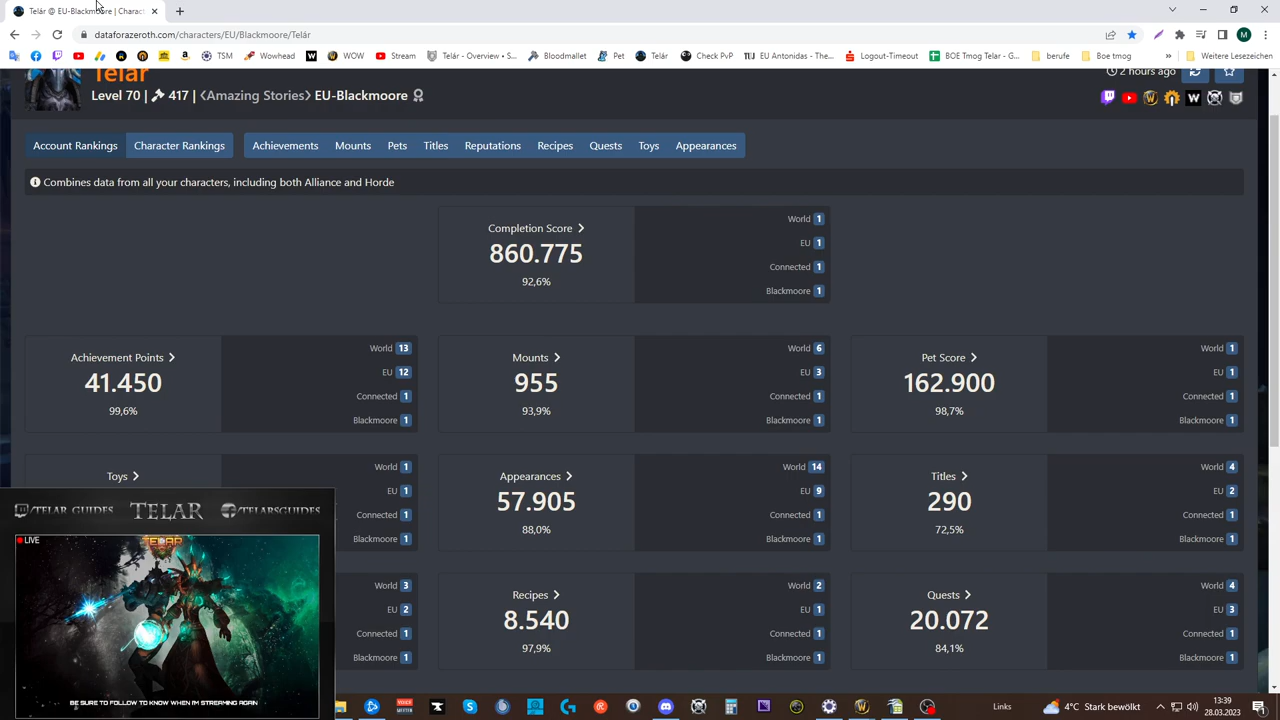 Telár @ EU-Blackmoore | Charact
dataforazeroth.com/characters/EU/Blackmoore/Telár
TSM Wowhead WOW Stream Telár - Overview • S... Bloodmallet Pet Telár Check PvP EU Antonidas - The... Logout-Timeout BOE Tmog Telar - G... berufe Boe tmog » Weitere Lesezeichen
Telár
2 hours ago
Level 70 | 417 | <Amazing Stories> EU-Blackmoore
Account Rankings Character Rankings Achievements Mounts Pets Titles Reputations Recipes Quests Toys Appearances
Combines data from all your characters, including both Alliance and Horde
Completion Score
860.775
92,6%
World 1
EU 1
Connected 1
Blackmoore 1
Achievement Points
41.450
99,6%
World 13
EU 12
Connected 1
Blackmoore 1
Mounts
955
93,9%
World 6
EU 3
Connected 1
Blackmoore 1
Pet Score
162.900
98,7%
World 1
EU 1
Connected 1
Blackmoore 1
Toys
World 1
EU 1
Connected 1
Blackmoore 1
Appearances
57.905
88,0%
World 14
EU 9
Connected 1
Blackmoore 1
Titles
290
72,5%
World 4
EU 2
Connected 1
Blackmoore 1
World 3
EU 2
Connected 1
Blackmoore 1
Recipes
8.540
97,9%
World 2
EU 1
Connected 1
Blackmoore 1
Quests
20.072
84,1%
World 4
EU 3
Connected 1
Blackmoore 1
/TELAR GUIDES TELAR /TELARSGUIDES
LIVE
TELAR
BE SURE TO FOLLOW TO KNOW WHEN I'M STREAMING AGAIN
Links 4°C Stark bewölkt
13:39
28.03.2023